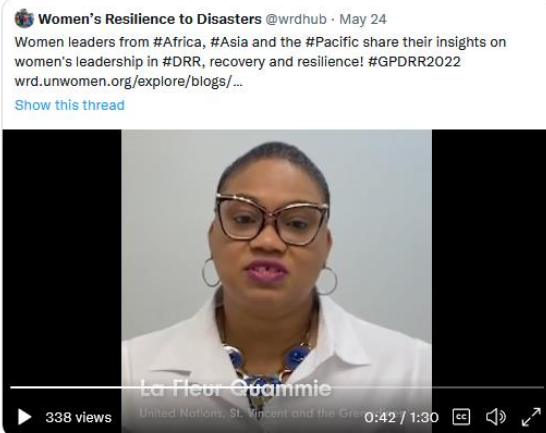 Women's Resilience to Disasters @wrdhub · May 24
Women leaders from #Africa, #Asia and the #Pacific share their insights on
women's leadership in #DRR, recovery and resilience! #GPDRR2022
wrd.unwomen.org/explore/blogs/...
Show this thread
La Fleur Quammie
United Nations, St. Vincent and the
338 views
0:42 / 1:30
CC